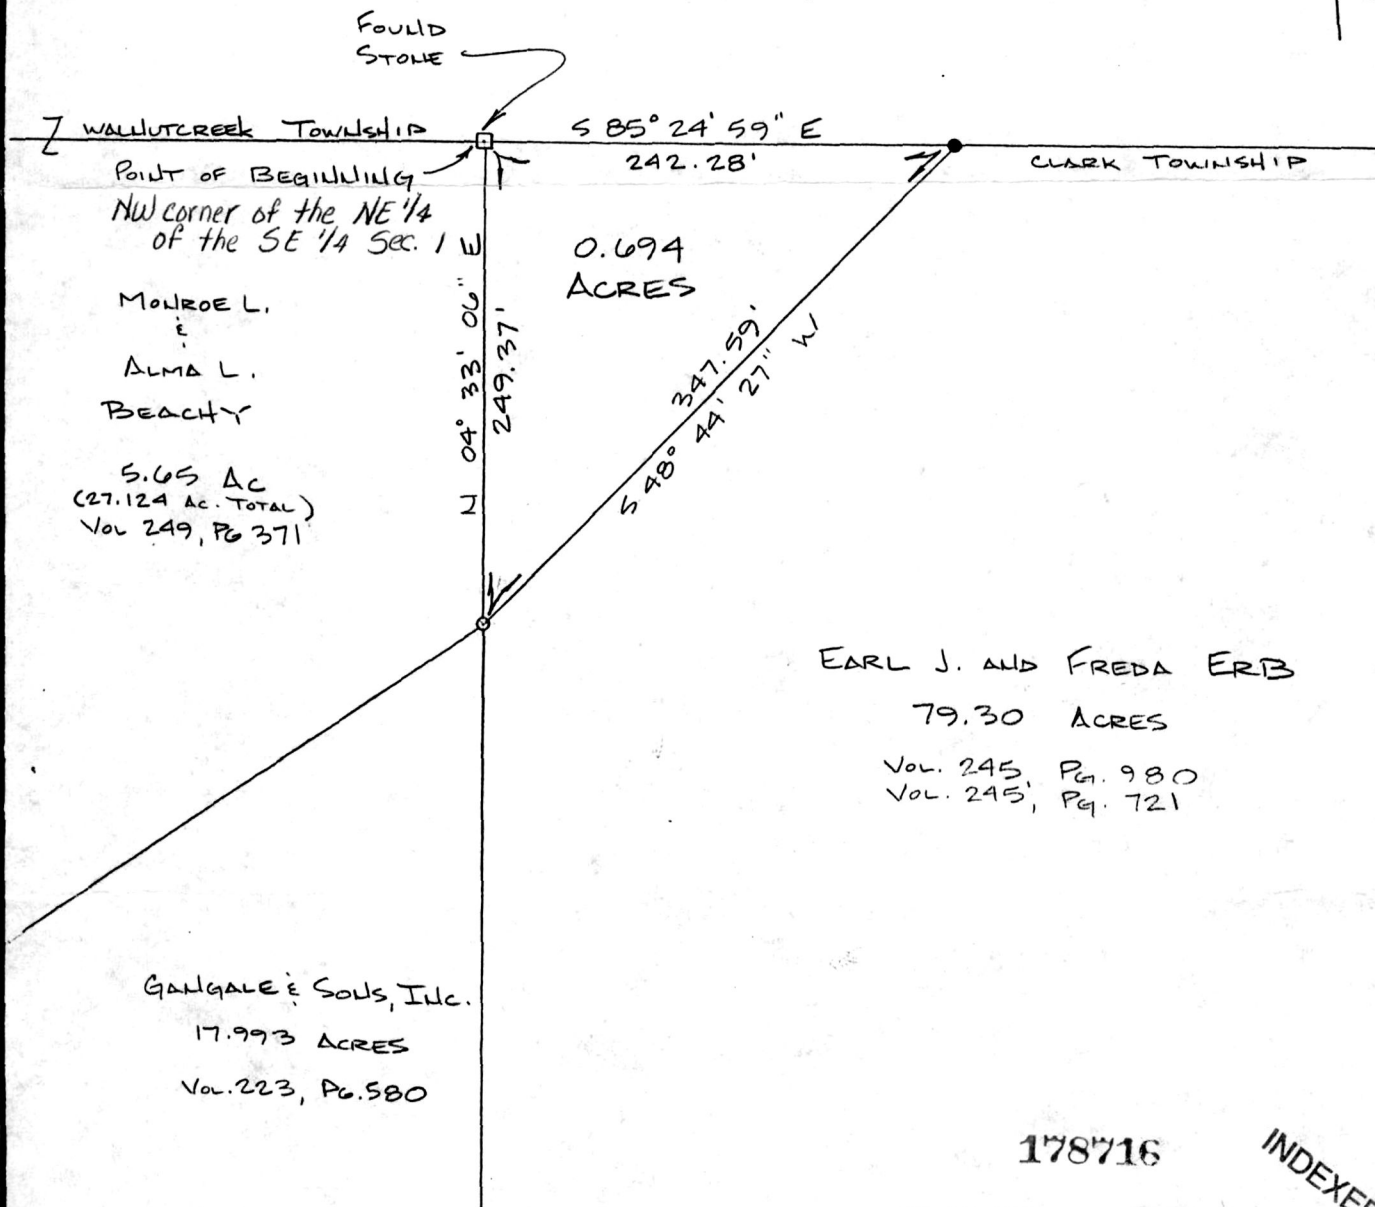 FOUND
STONE
WALNUTCREEK TOWNSHIP
S 85° 24' 59" E
242.28'
CLARK TOWNSHIP
POINT OF BEGINNING
NW corner of the NE 1/4
of the SE 1/4 Sec. 1
N 04° 33' 06" E
249.37'
0.694
ACRES
347.59'
S 48° 44' 27" W
MONROE L.
&
ALMA L.
BEACHY
5.65 AC
(27.124 AC. TOTAL)
VOL 249, PG 371
EARL J. AND FREDA ERB
79.30 ACRES
VOL. 245, PG. 980
VOL. 245, PG. 721
GANGALE & SONS, INC.
17.993 ACRES
VOL. 223, PG. 580
178716
INDEXED